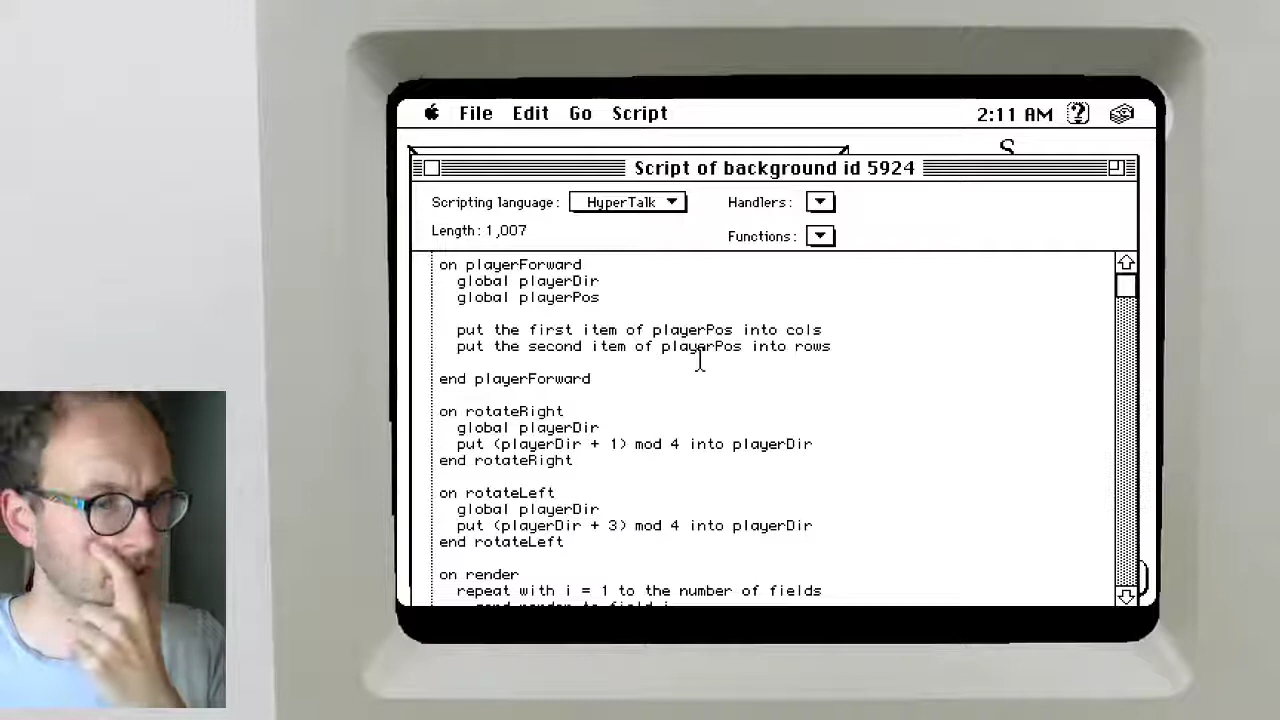 File Edit Go Script 2:11 AM
S
Script of background id 5924
Scripting language: HyperTalk Handlers:
Length: 1,007
Functions:
on playerForward
global playerDir
global playerPos
put the first item of playerPos into cols
put the second item of playerPos into rows
end playerForward
on rotateRight
global playerDir
put (playerDir + 1) mod 4 into playerDir
end rotateRight
on rotateLeft
global playerDir
put (playerDir + 3) mod 4 into playerDir
end rotateLeft
on render
repeat with i = 1 to the number of fields